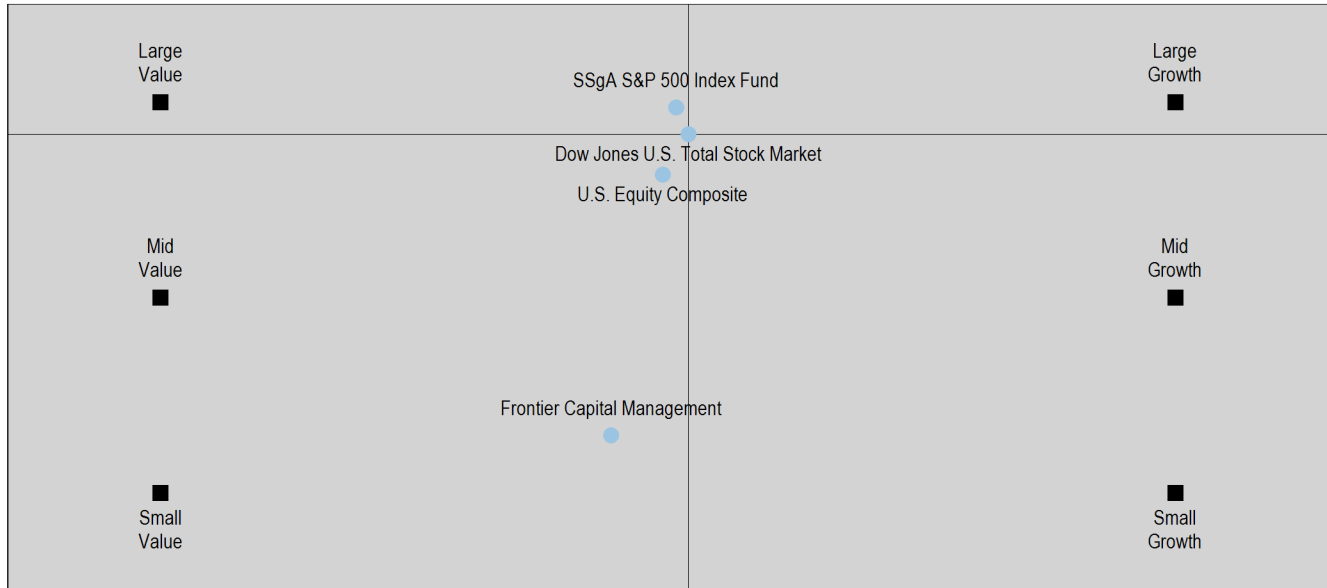 Large
Value
SSgA S&P 500 Index Fund
Large
Growth
Dow Jones U.S. Total Stock Market
U.S. Equity Composite
Mid
Value
Mid
Growth
Frontier Capital Management
Small
Value
Small
Growth